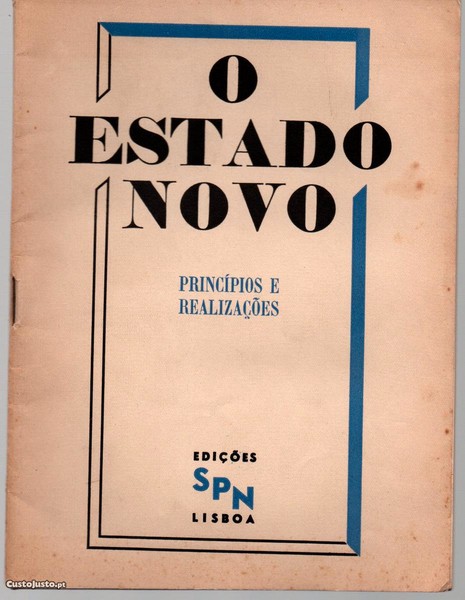 O
ESTADO
NOVO
PRINCÍPIOS E
REALIZAÇÕES
EDIÇÕES
SPN
LISBOA
CustoJusto.pt